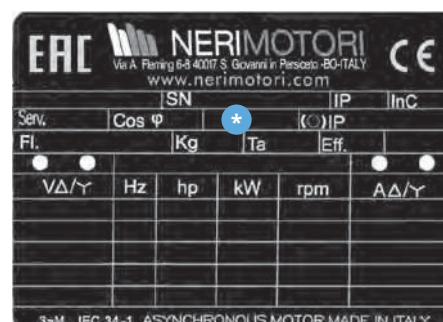 EAC NERIMOTORI CE
Via A. Fleming 6-8 40017 S. Giovanni in Persiceto -BO-ITALY
www.nerimotori.com
SN IP InC
Serv. Cos φ * (○)IP
Fl. Kg Ta Eff.
VΔ/Y Hz hp kW rpm AΔ/Y
3~M IEC 34-1 ASYNCHRONOUS MOTOR MADE IN ITALY